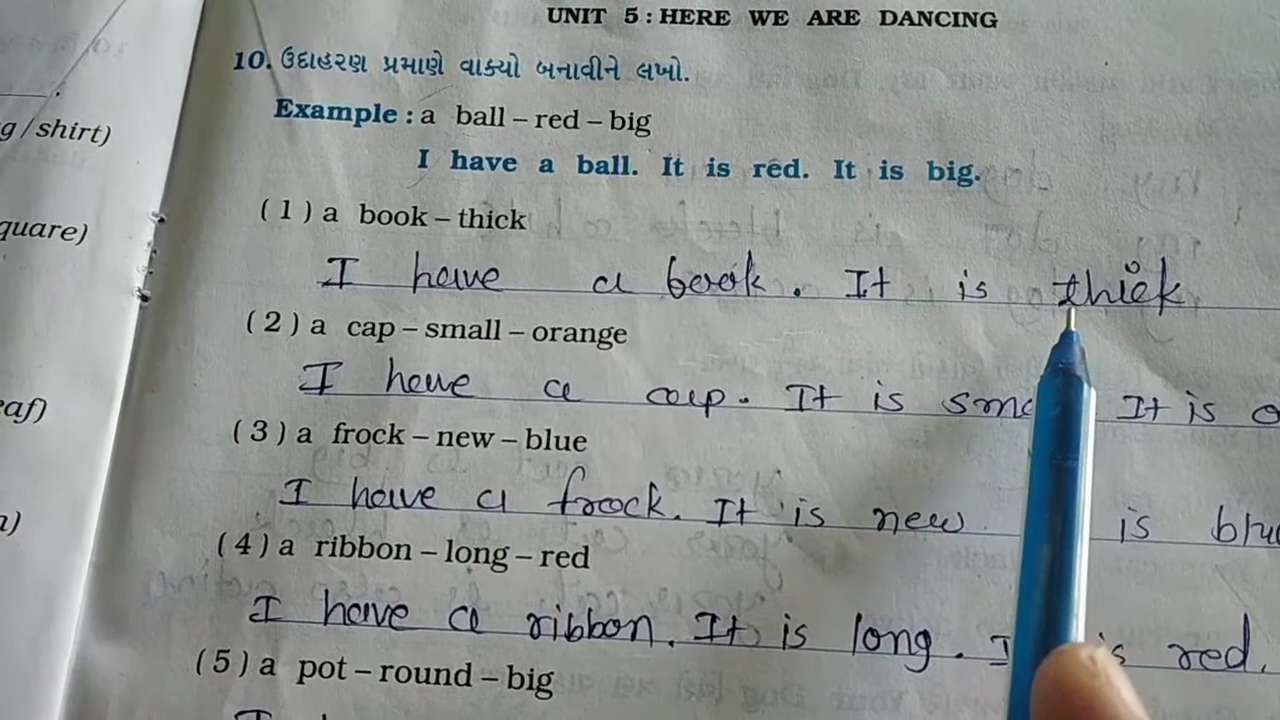 UNIT 5 : HERE WE ARE DANCING
10. ઉદાહરણ પ્રમાણે વાક્યો બનાવીને લખો.
Example : a ball – red – big
I have a ball. It is red. It is big.
g / shirt)
( 1 ) a book – thick
quare)
I have a book. It is thick
( 2 ) a cap – small – orange
I have a cap. It is It is
eaf)
( 3 ) a frock – new – blue
I have a frock. It is new is
( 4 ) a ribbon – long – red
I have a ribbon. It is long. is red.
( 5 ) a pot – round – big